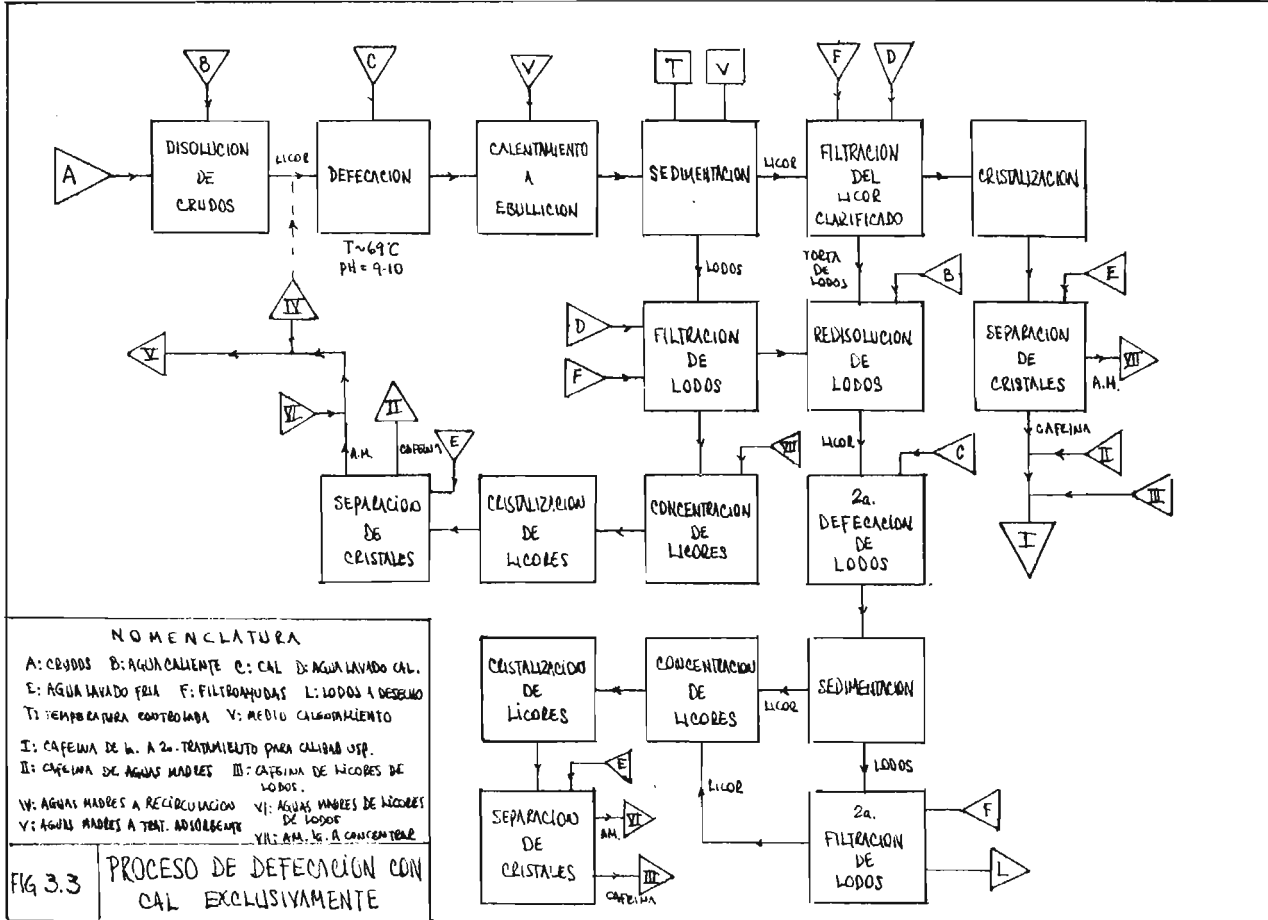 B
C
V
T
V
F
D
A
DISOLUCION
DE
CRUDOS
LICOR
DEFECACION
T~69°C
PH = 9-10
CALENTAMIENTO
A
EBULLICION
SEDIMENTACION
LICOR
FILTRACION
DEL
LICOR
CLARIFICADO
CRISTALIZACION
LODOS
TORTA
DE
LODOS
B
E
IV
V
D
F
FILTRACION
DE
LODOS
REDISOLUCION
DE
LODOS
SEPARACION
DE
CRISTALES
VII
A.M.
VI
II
A.M.
CAFEINA
E
VII
LICOR
C
CAFEINA
II
III
I
SEPARACION
DE
CRISTALES
CRISTALIZACION
DE
LICORES
CONCENTRACION
DE
LICORES
2a.
DEFECACION
DE
LODOS
CRISTALIZACION
DE
LICORES
CONCENTRACION
DE
LICORES
LICOR
SEDIMENTACION
LODOS
E
LICOR
SEPARACION
DE
CRISTALES
AM.
VI
III
CAFEINA
2a.
FILTRACION
DE
LODOS
F
L
NOMENCLATURA
A: CRUDOS B: AGUA CALIENTE C: CAL D: AGUA LAVADO CAL.
E: AGUA LAVADO FRIA F: FILTROAYUDAS L: LODOS A DESECHO
T: TEMPERATURA CONTROLADA V: MEDIO CALENTAMIENTO
I: CAFEINA DE 1a. A 2o. TRATAMIENTO PARA CALIDAD USP.
II: CAFEINA DE AGUAS MADRES III: CAFEINA DE LICORES DE
LODOS.
IV: AGUAS MADRES A RECIRCULACION VI: AGUAS MADRES DE LICORES
DE LODOS
V: AGUAS MADRES A TRAT. ADSORBENTE VII: AM. 1a. A CONCENTRAR
FIG 3.3
PROCESO DE DEFECACION CON
CAL EXCLUSIVAMENTE